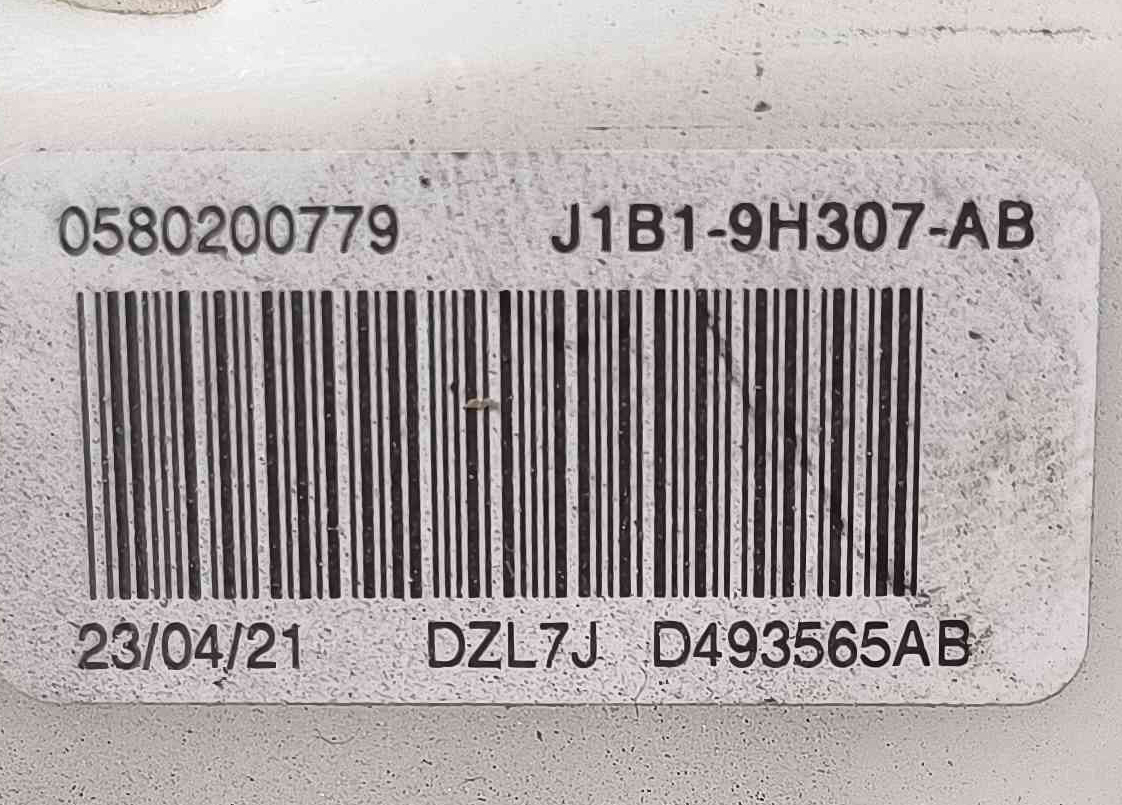 0580200779 J1B1-9H307-AB
23/04/21 DZL7J D493565AB